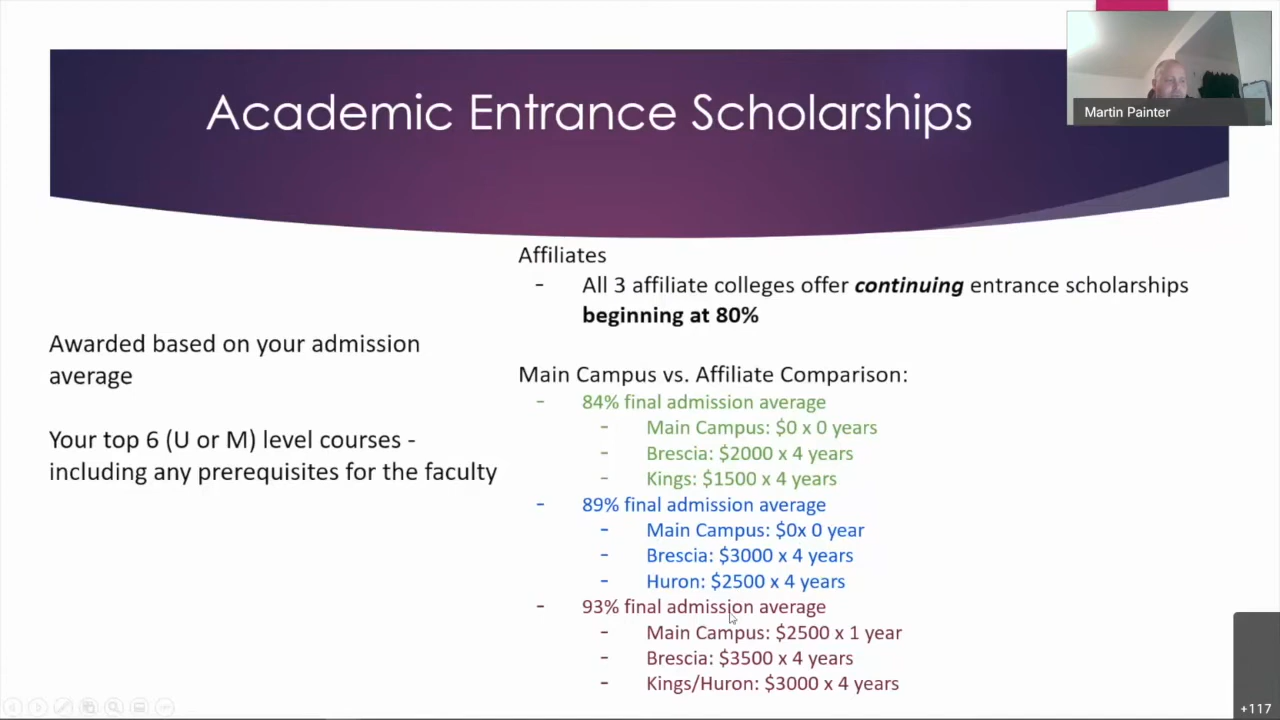 Academic Entrance Scholarships
Martin Painter
Awarded based on your admission
average
Your top 6 (U or M) level courses -
including any prerequisites for the faculty
Affiliates
- All 3 affiliate colleges offer continuing entrance scholarships
beginning at 80%
Main Campus vs. Affiliate Comparison:
- 84% final admission average
- Main Campus: $0 x 0 years
- Brescia: $2000 x 4 years
- Kings: $1500 x 4 years
- 89% final admission average
- Main Campus: $0x 0 year
- Brescia: $3000 x 4 years
- Huron: $2500 x 4 years
- 93% final admission average
- Main Campus: $2500 x 1 year
- Brescia: $3500 x 4 years
- Kings/Huron: $3000 x 4 years
+117